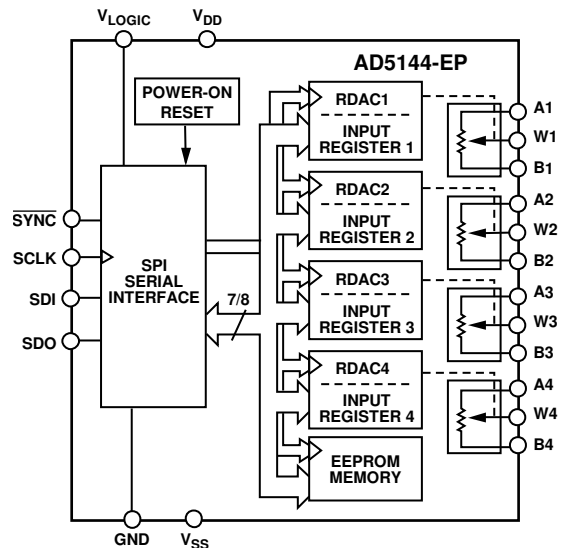 VLOGIC
VDD
AD5144-EP
POWER-ON
RESET
RDAC1
INPUT
REGISTER 1
A1
W1
B1
RDAC2
INPUT
REGISTER 2
A2
W2
B2
SYNC
SCLK
SDI
SDO
SPI
SERIAL
INTERFACE
7/8
RDAC3
INPUT
REGISTER 3
A3
W3
B3
RDAC4
INPUT
REGISTER 4
A4
W4
B4
EEPROM
MEMORY
GND
VSS